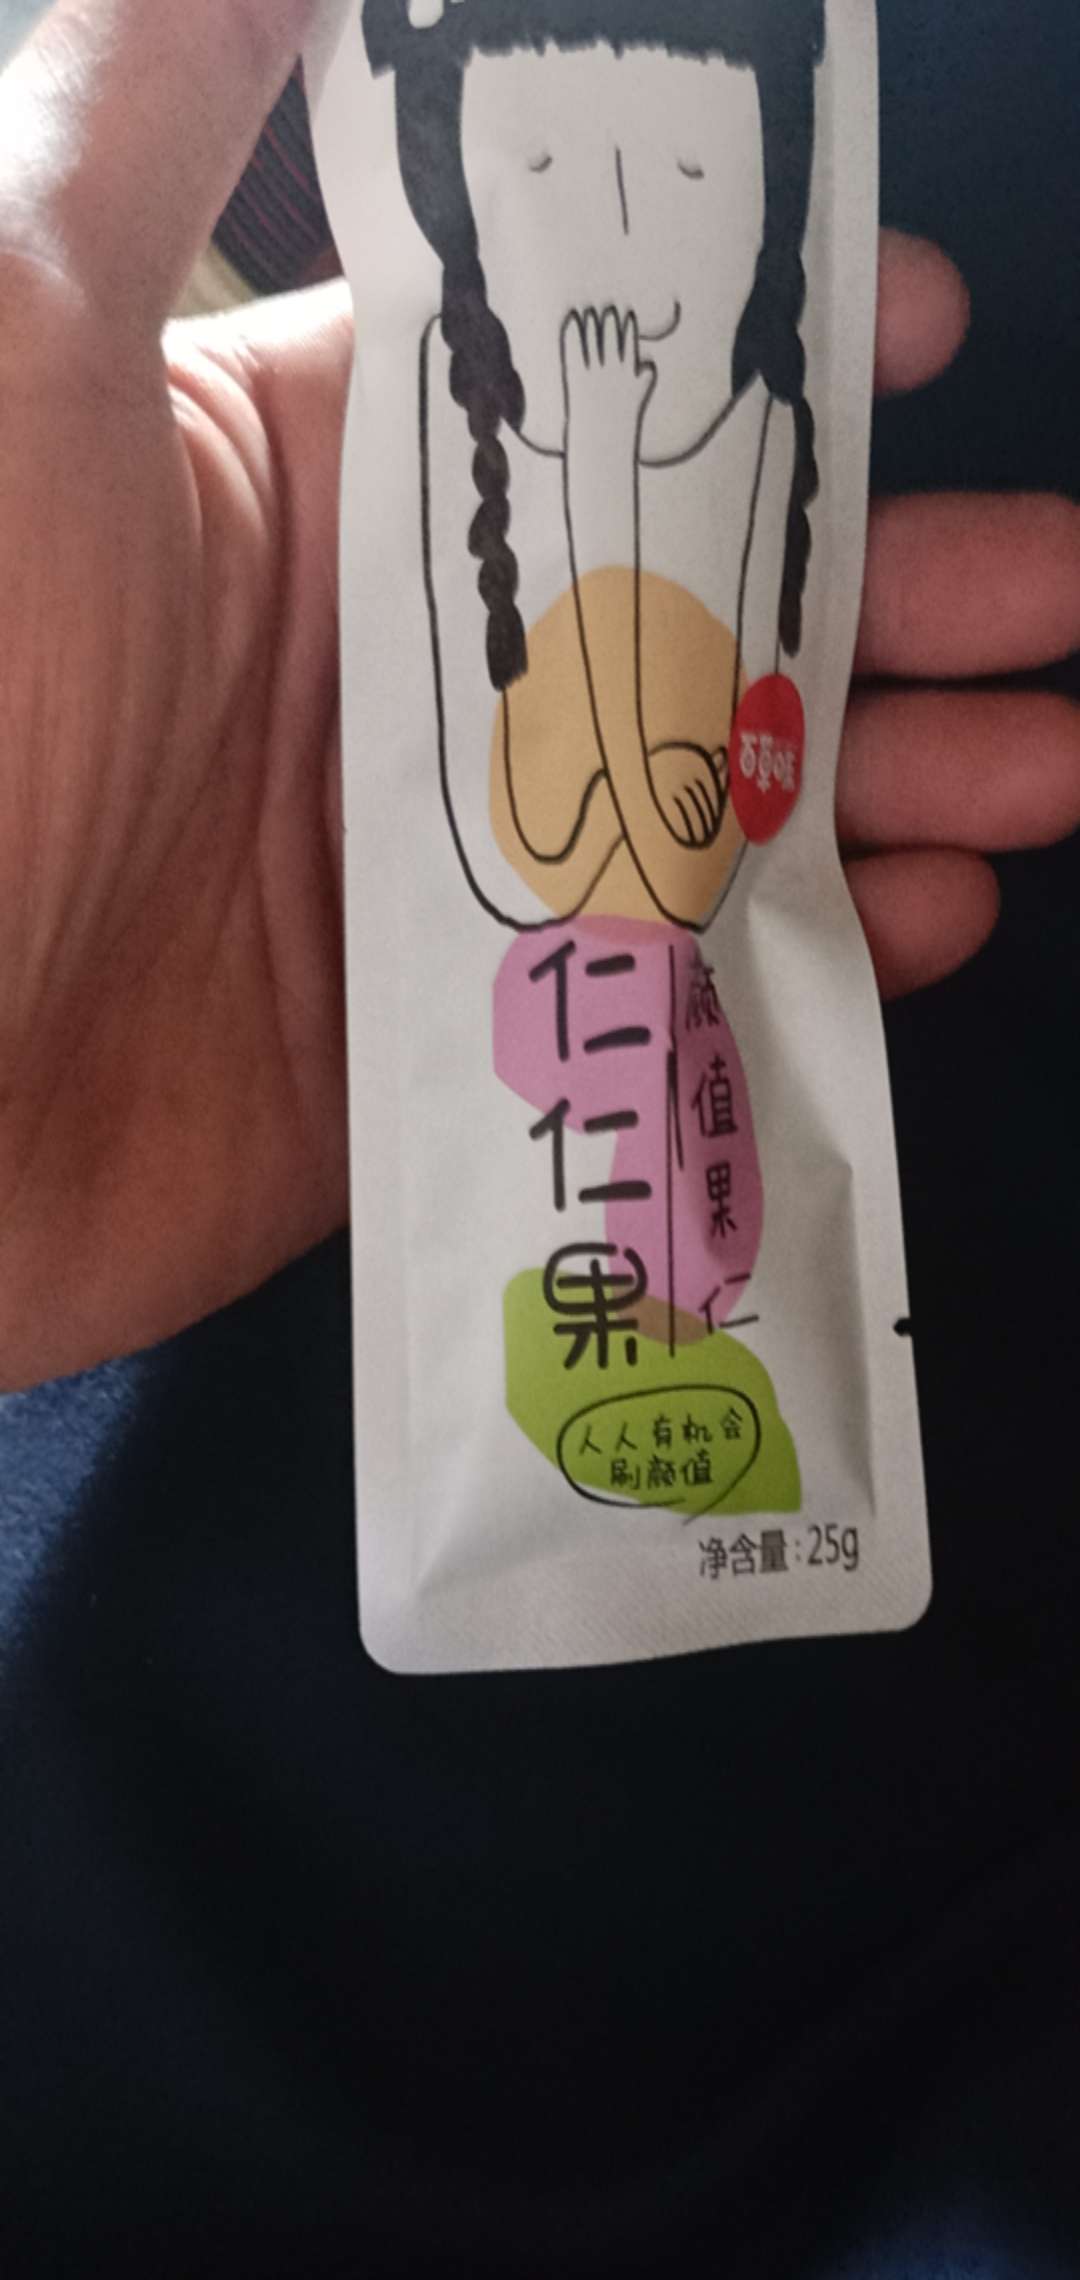 百草味
仁仁果
颜值果仁
人人有机会
刷颜值
净含量:25g